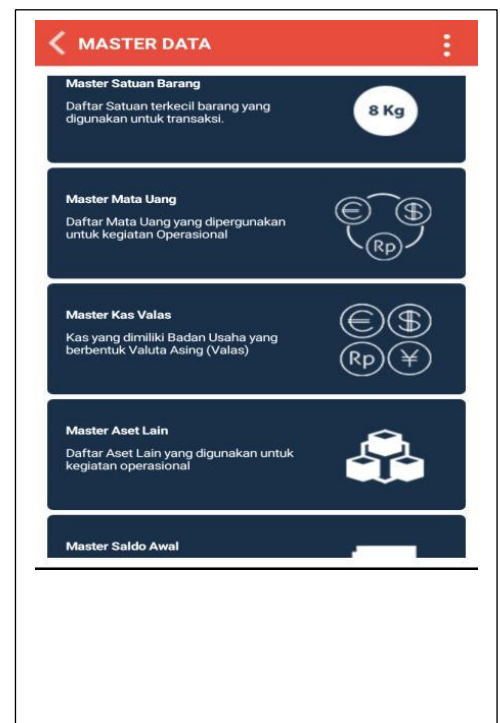 MASTER DATA
Master Satuan Barang
Daftar Satuan terkecil barang yang
digunakan untuk transaksi.
8 Kg
Master Mata Uang
Daftar Mata Uang yang dipergunakan
untuk kegiatan Operasional
€ $
Rp
Master Kas Valas
Kas yang dimiliki Badan Usaha yang
berbentuk Valuta Asing (Valas)
€ $
Rp ¥
Master Aset Lain
Daftar Aset Lain yang digunakan untuk
kegiatan operasional
Master Saldo Awal